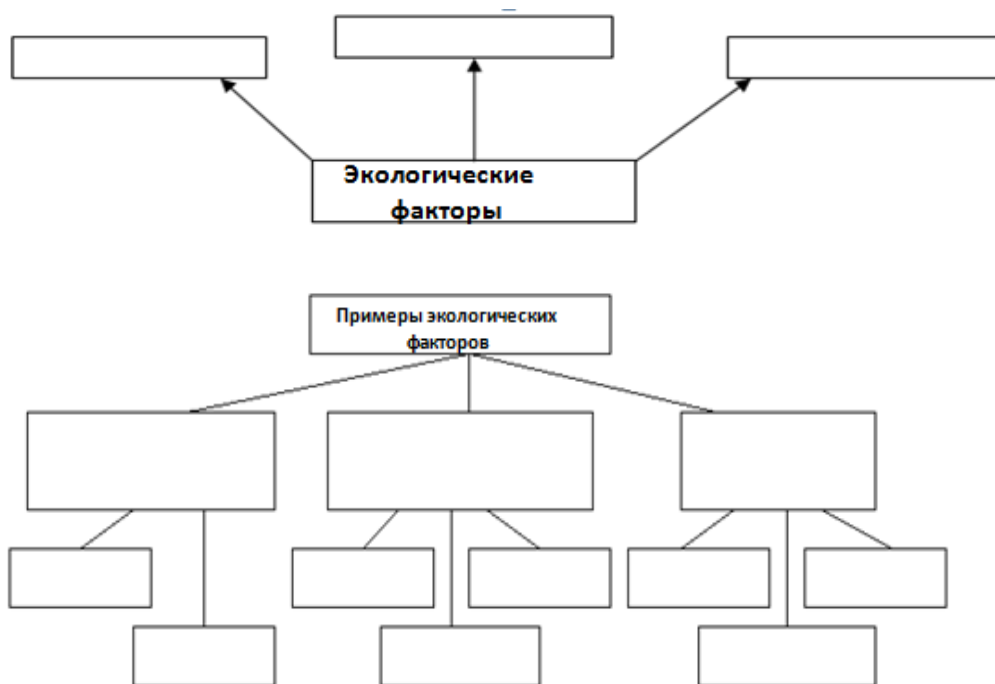 Экологические
факторы
Примеры экологических
факторов